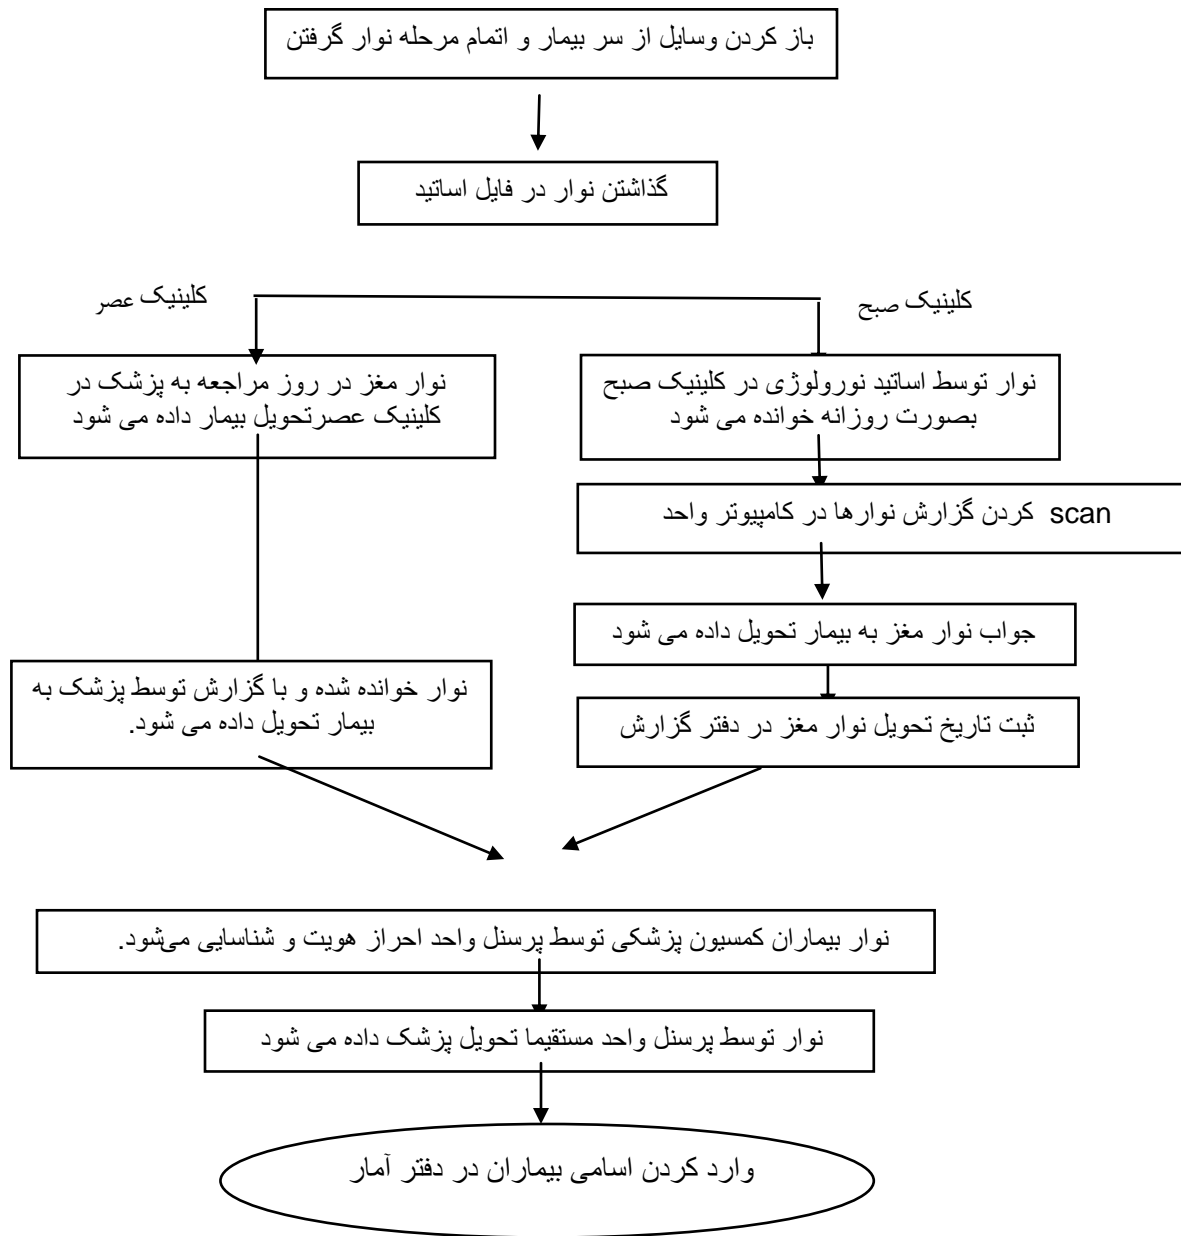 باز کردن وسایل از سر بیمار و اتمام مرحله نوار گرفتن
گذاشتن نوار در فایل اساتید
کلینیک صبح
کلینیک عصر
نوار توسط اساتید نورولوژی در کلینیک صبح
بصورت روزانه خوانده می شود
scan کردن گزارش نوارها در کامپیوتر واحد
جواب نوار مغز به بیمار تحویل داده می شود
ثبت تاریخ تحویل نوار مغز در دفتر گزارش
نوار مغز در روز مراجعه به پزشک در
کلینیک عصرتحویل بیمار داده می شود
نوار خوانده شده و با گزارش توسط پزشک به
بیمار تحویل داده می شود.
نوار بیماران کمسیون پزشکی توسط پرسنل واحد احراز هویت و شناسایی می‌شود.
نوار توسط پرسنل واحد مستقیما تحویل پزشک داده می شود
وارد کردن اسامی بیماران در دفتر آمار